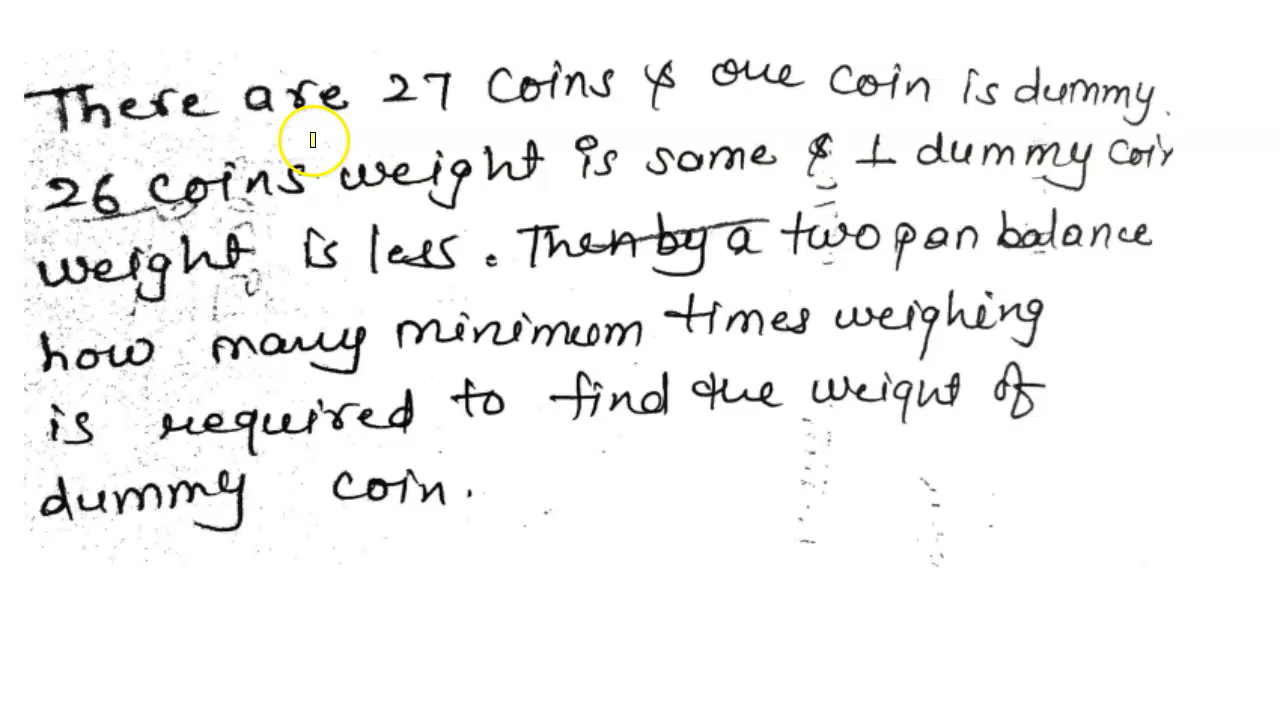 There are 27 coins & one coin is dummy.
26 coins weight is same & 1 dummy coin
weight is less. Then by a two pan balance
how many minimum times weighing
is required to find the weight of
dummy coin.